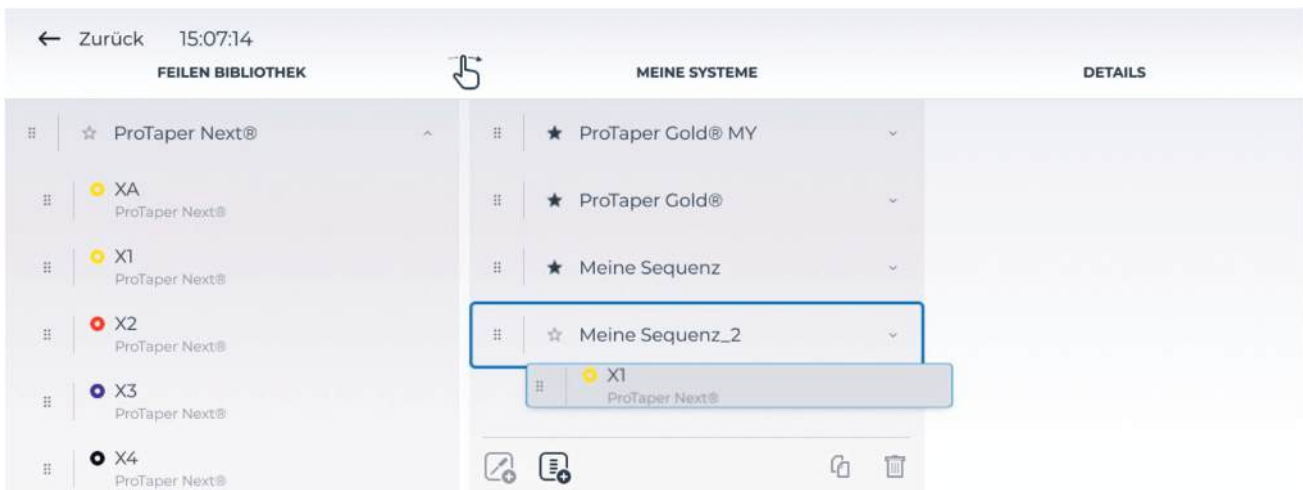 Zurück 15:07:14
FEILEN BIBLIOTHEK
MEINE SYSTEME
DETAILS
ProTaper Next®
XA
ProTaper Next®
X1
ProTaper Next®
X2
ProTaper Next®
X3
ProTaper Next®
X4
ProTaper Next®
ProTaper Gold® MY
ProTaper Gold®
Meine Sequenz
Meine Sequenz_2
X1
ProTaper Next®